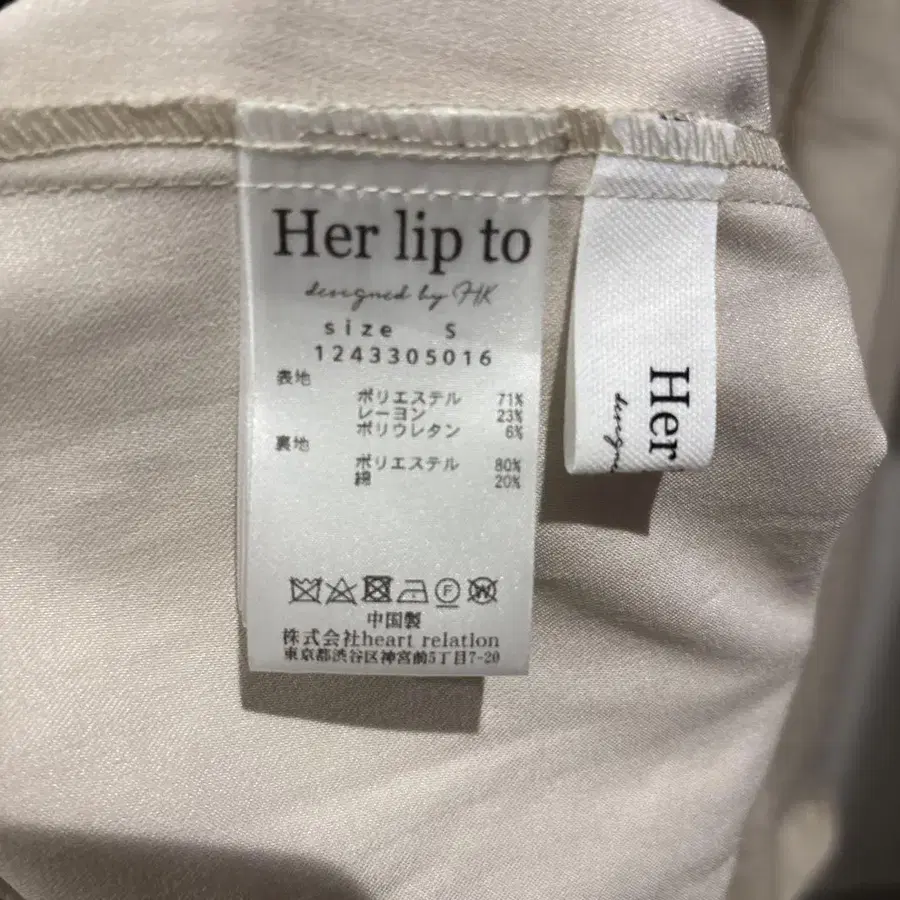 Her lip to
designed by HK
size S
1243305016
表地
ポリエステル 71%
レーヨン 23%
ポリウレタン 6%
裏地
ポリエステル 80%
綿 20%
中国製
株式会社heart relation
東京都渋谷区神宮前5丁目7-20
Her
designe